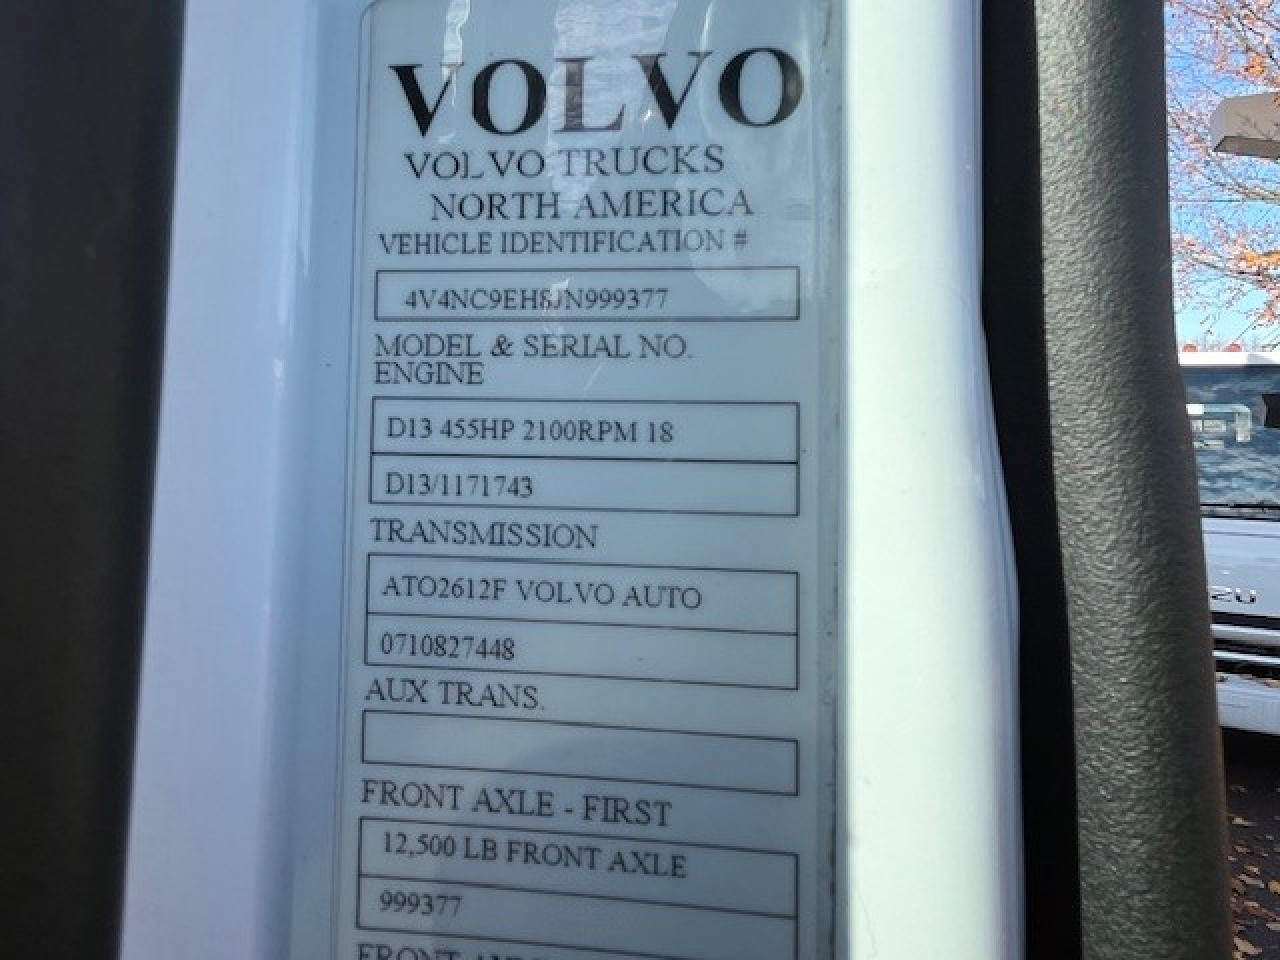 VOLVO
VOLVO TRUCKS
NORTH AMERICA
VEHICLE IDENTIFICATION #
4V4NC9EH8JN999377
MODEL & SERIAL NO.
ENGINE
D13 455HP 2100RPM 18
D13/1171743
TRANSMISSION
ATO2612F VOLVO AUTO
0710827448
AUX TRANS.
FRONT AXLE - FIRST
12,500 LB FRONT AXLE
999377
FRONT